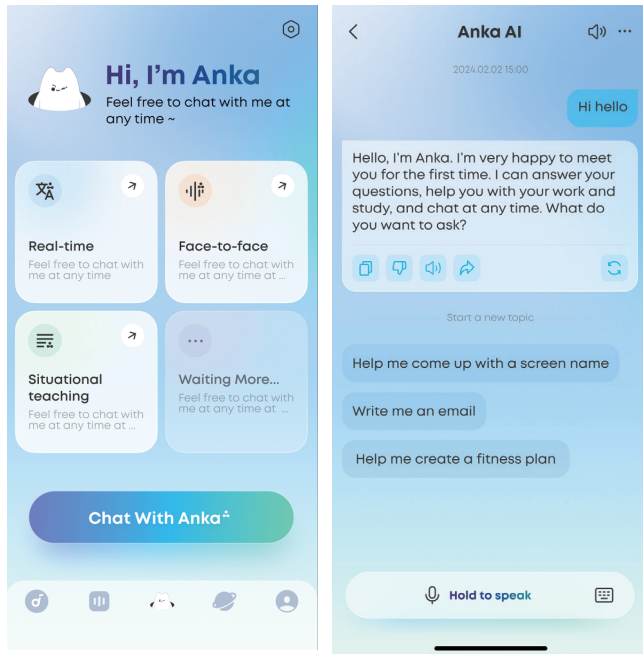 Hi, I'm Anka
Feel free to chat with me at
any time ~
Real-time
Feel free to chat with
me at any time
Face-to-face
Feel free to chat with
me at any time at ...
Situational
teaching
Feel free to chat with
me at any time at ...
Waiting More...
Feel free to chat with
me at any time at ...
Chat With Anka
Anka AI
2024.02.02 15:00
Hi hello
Hello, I'm Anka. I'm very happy to meet
you for the first time. I can answer your
questions, help you with your work and
study, and chat at any time. What do
you want to ask?
Start a new topic
Help me come up with a screen name
Write me an email
Help me create a fitness plan
Hold to speak